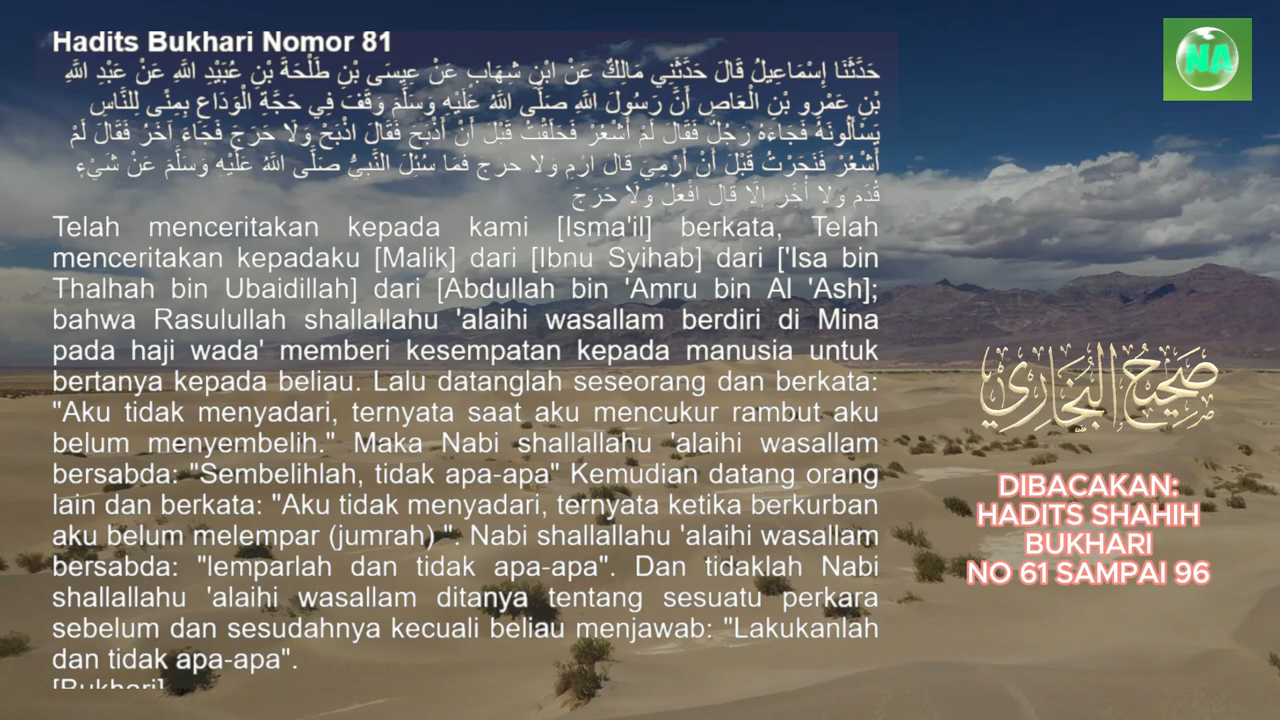 Hadits Bukhari Nomor 81
حَدَّثَنَا إِسْمَاعِيلُ قَالَ حَدَّثَنِي مَالِكٌ عَنْ ابْنِ شِهَابٍ عَنْ عِيسَى بْنِ طَلْحَةَ بْنِ عُبَيْدِ اللَّهِ عَنْ عَبْدِ اللَّهِ
بْنِ عَمْرِو بْنِ الْعَاصِ أَنَّ رَسُولَ اللَّهِ صَلَّى اللَّهُ عَلَيْهِ وَسَلَّمَ وَقَفَ فِي حَجَّةِ الْوَدَاعِ بِمِنًى لِلنَّاسِ
يَسْأَلُونَهُ فَجَاءَهُ رَجُلٌ فَقَالَ لَمْ أَشْعُرْ فَحَلَقْتُ قَبْلَ أَنْ أَذْبَحَ فَقَالَ اذْبَحْ وَلَا حَرَجَ فَجَاءَ آخَرُ فَقَالَ لَمْ
أَشْعُرْ فَنَحَرْتُ قَبْلَ أَنْ أَرْمِيَ قَالَ ارْمِ وَلَا حَرَجَ فَمَا سُئِلَ النَّبِيُّ صَلَّى اللَّهُ عَلَيْهِ وَسَلَّمَ عَنْ شَيْءٍ
قُدِّمَ وَلَا أُخِّرَ إِلَّا قَالَ افْعَلْ وَلَا حَرَجَ
Telah menceritakan kepada kami [Isma'il] berkata, Telah
menceritakan kepadaku [Malik] dari [Ibnu Syihab] dari ['Isa bin
Thalhah bin Ubaidillah] dari [Abdullah bin 'Amru bin Al 'Ash];
bahwa Rasulullah shallallahu 'alaihi wasallam berdiri di Mina
pada haji wada' memberi kesempatan kepada manusia untuk
bertanya kepada beliau. Lalu datanglah seseorang dan berkata:
"Aku tidak menyadari, ternyata saat aku mencukur rambut aku
belum menyembelih." Maka Nabi shallallahu 'alaihi wasallam
bersabda: "Sembelihlah, tidak apa-apa" Kemudian datang orang
lain dan berkata: "Aku tidak menyadari, ternyata ketika berkurban
aku belum melempar (jumrah) ". Nabi shallallahu 'alaihi wasallam
bersabda: "lemparlah dan tidak apa-apa". Dan tidaklah Nabi
shallallahu 'alaihi wasallam ditanya tentang sesuatu perkara
sebelum dan sesudahnya kecuali beliau menjawab: "Lakukanlah
dan tidak apa-apa".
[Bukhari]
NA
صَحِيحُ الْبُخَارِي
DIBACAKAN:
HADITS SHAHIH
BUKHARI
NO 61 SAMPAI 96